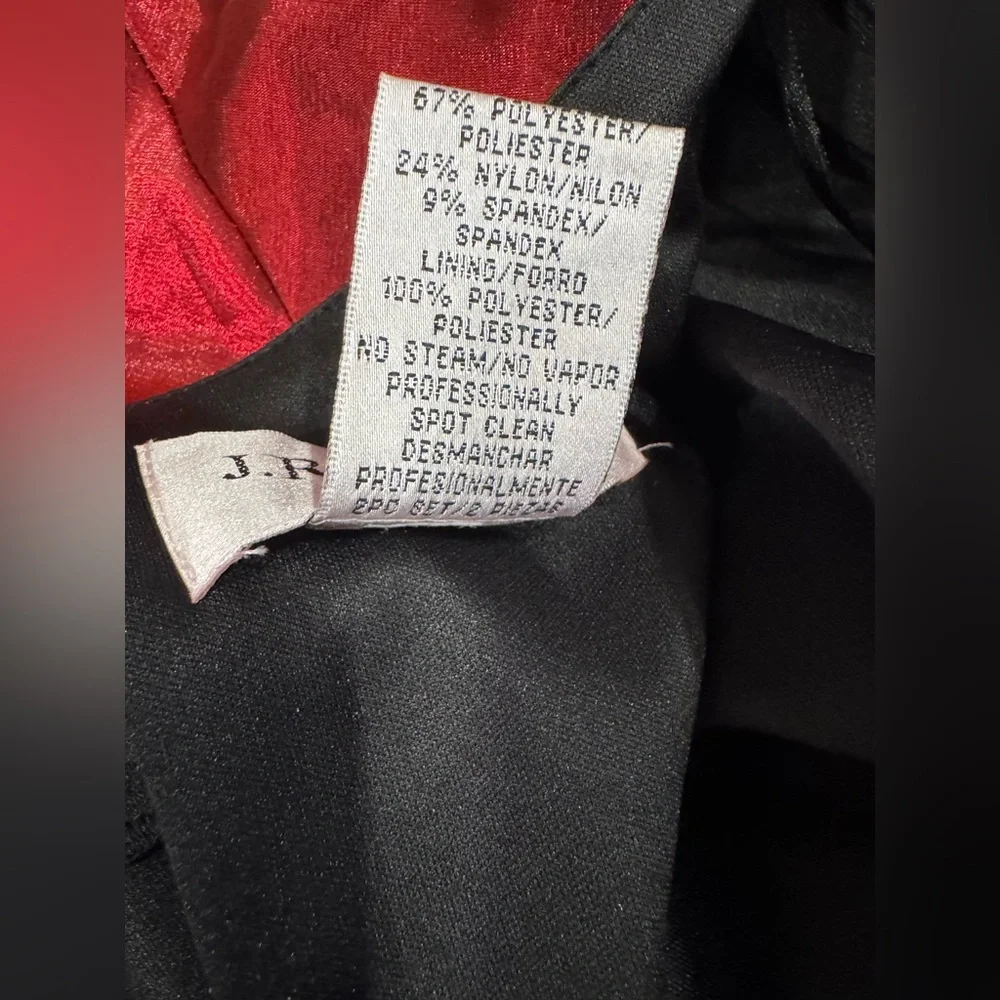 67% POLYESTER/
POLIESTER
24% NYLON/NILON
9% SPANDEX/
SPANDEX
LINING/FORRO
100% POLYESTER/
POLIESTER
NO STEAM/NO VAPOR
PROFESSIONALLY
SPOT CLEAN
DESMANCHAR
PROFESIONALMENTE
2PC SET/2 PIEZAS
J.R